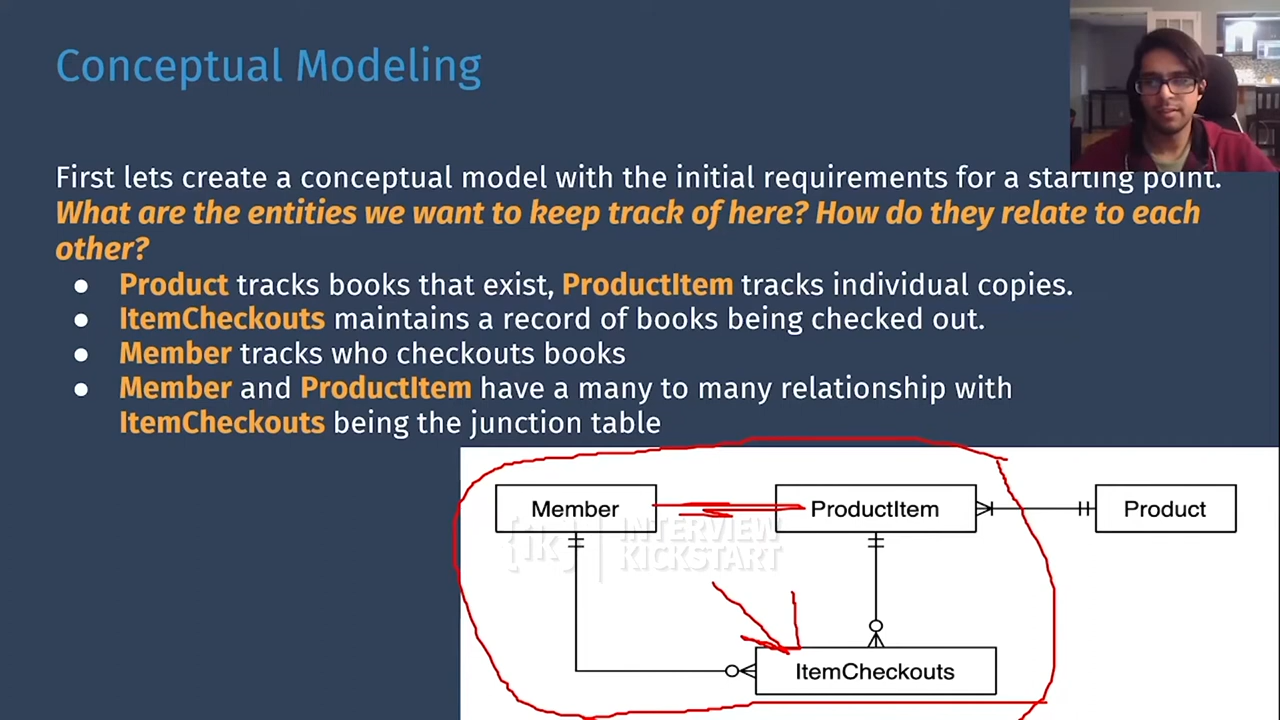 Conceptual Modeling
First lets create a conceptual model with the initial requirements for a starting point.
What are the entities we want to keep track of here? How do they relate to each
other?
● Product tracks books that exist, ProductItem tracks individual copies.
● ItemCheckouts maintains a record of books being checked out.
● Member tracks who checkouts books
● Member and ProductItem have a many to many relationship with
ItemCheckouts being the junction table
Member ProductItem Product
[IK] | INTERVIEW
KICKSTART
ItemCheckouts